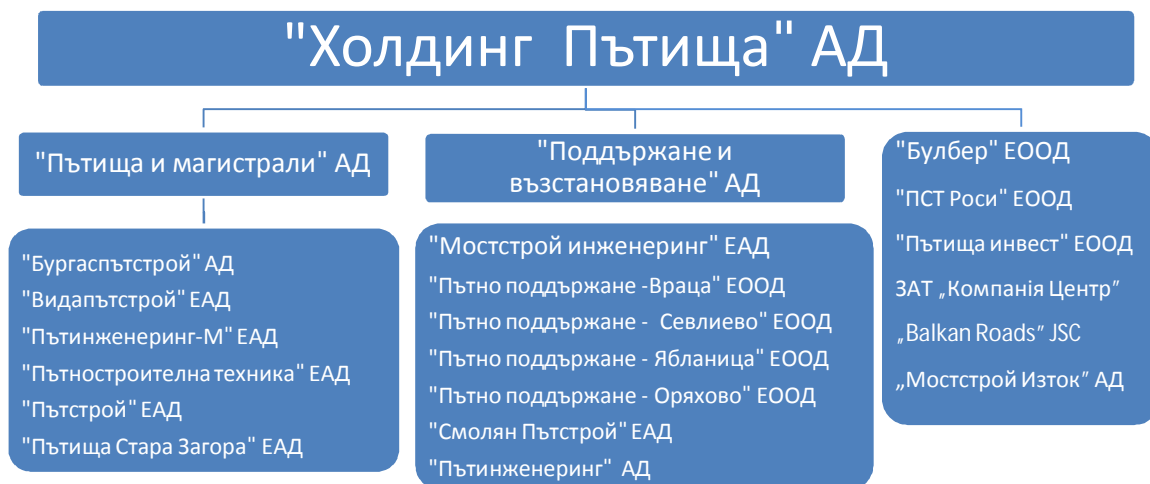 "Холдинг Пътища" АД
"Пътища и магистрали" АД
"Бургаспътстрой" АД
"Видапътстрой" ЕАД
"Пътинженеринг-М" ЕАД
"Пътностроителна техника" ЕАД
"Пътстрой" ЕАД
"Пътища Стара Загора" ЕАД
"Поддържане и
възстановяване" АД
"Мостстрой инженеринг" ЕАД
"Пътно поддържане -Враца" ЕООД
"Пътно поддържане - Севлиево" ЕООД
"Пътно поддържане - Ябланица" ЕООД
"Пътно поддържане - Оряхово" ЕООД
"Смолян Пътстрой" ЕАД
"Пътинженеринг" АД
"Булбер" ЕООД
"ПСТ Роси" ЕООД
"Пътища инвест" ЕООД
ЗАТ „Компанія Центр"
„Balkan Roads" JSC
„Мостстрой Изток" АД